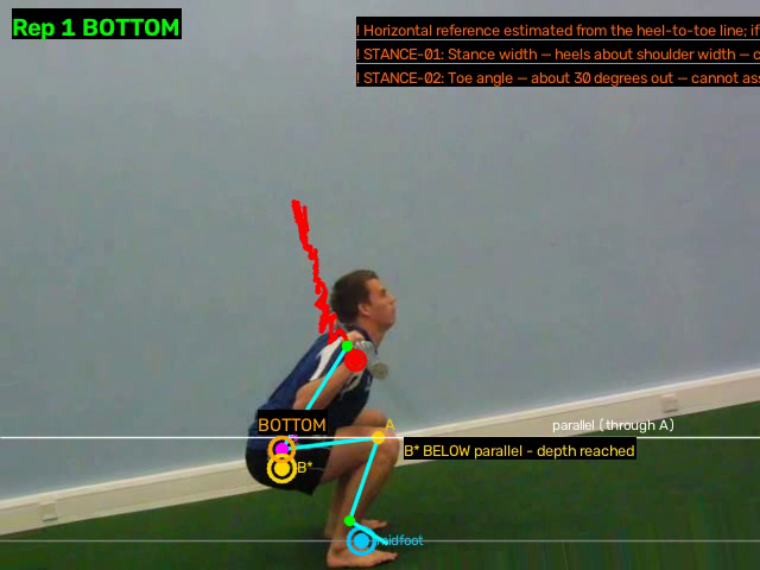 Rep 1 BOTTOM
! Horizontal reference estimated from the heel-to-toe line; if
! STANCE-01: Stance width — heels about shoulder width — c
! STANCE-02: Toe angle — about 30 degrees out — cannot ass
BOTTOM
A
parallel (through A)
B* BELOW parallel - depth reached
B*
midfoot